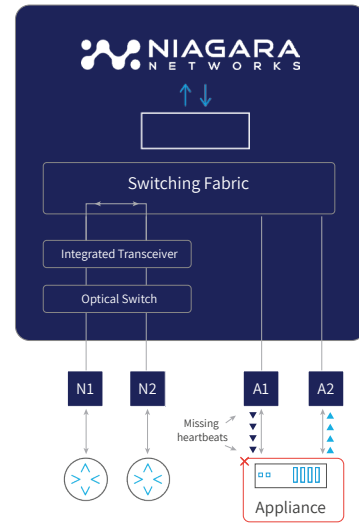 NIAGARA
NETWORKS
Switching Fabric
Integrated Transceiver
Optical Switch
N1
N2
A1
A2
Missing
heartbeats
Appliance